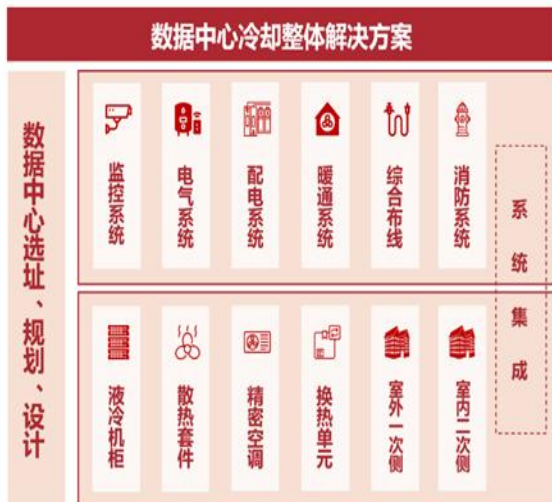 数据中心冷却整体解决方案
数据中心选址、规划、设计
监控系统
电气系统
配电系统
暖通系统
综合布线
消防系统
液冷机柜
散热套件
精密空调
换热单元
室外一次侧
室内二次侧
系统集成